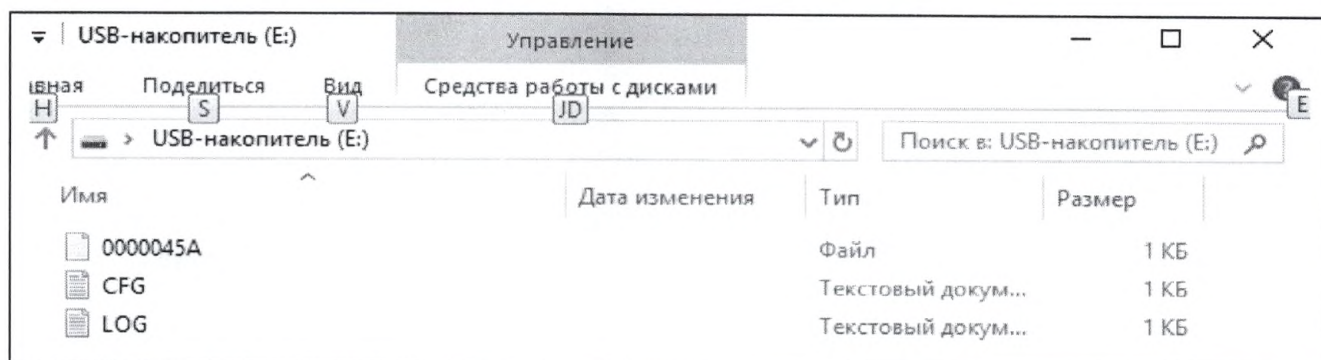 USB-накопитель (E:) Управление
вная Поделиться Вид Средства работы с дисками
H S V JD E
USB-накопитель (E:) Поиск в: USB-накопитель (E:)
Имя Дата изменения Тип Размер
0000045A Файл 1 КБ
CFG Текстовый докум... 1 КБ
LOG Текстовый докум... 1 КБ